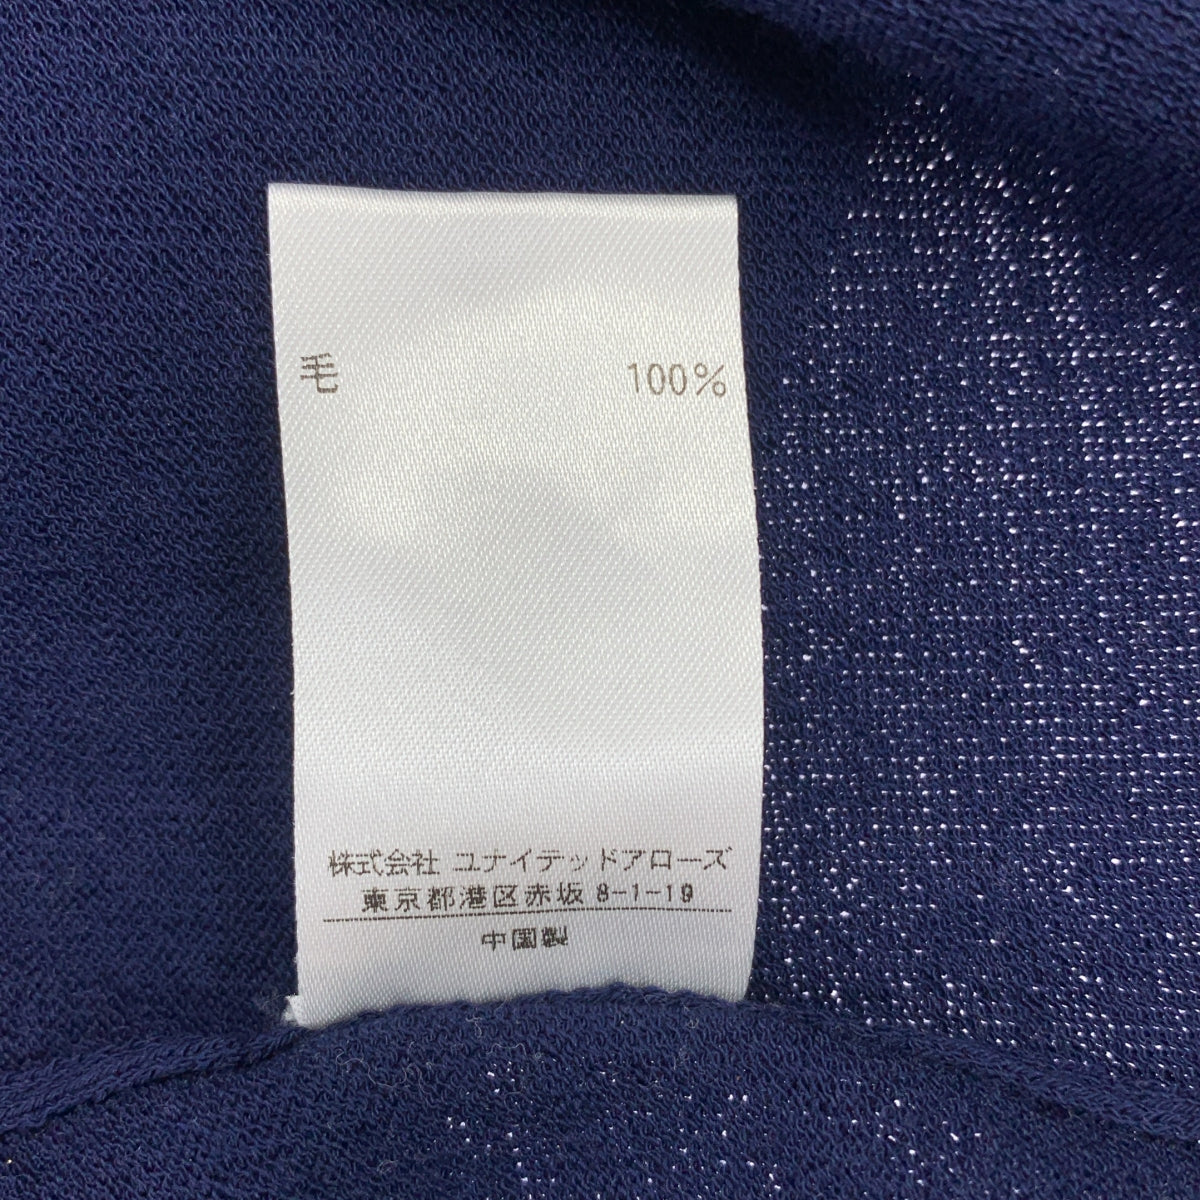 毛 100%
株式会社 ユナイテッドアローズ
東京都港区赤坂 8-1-19
中国製